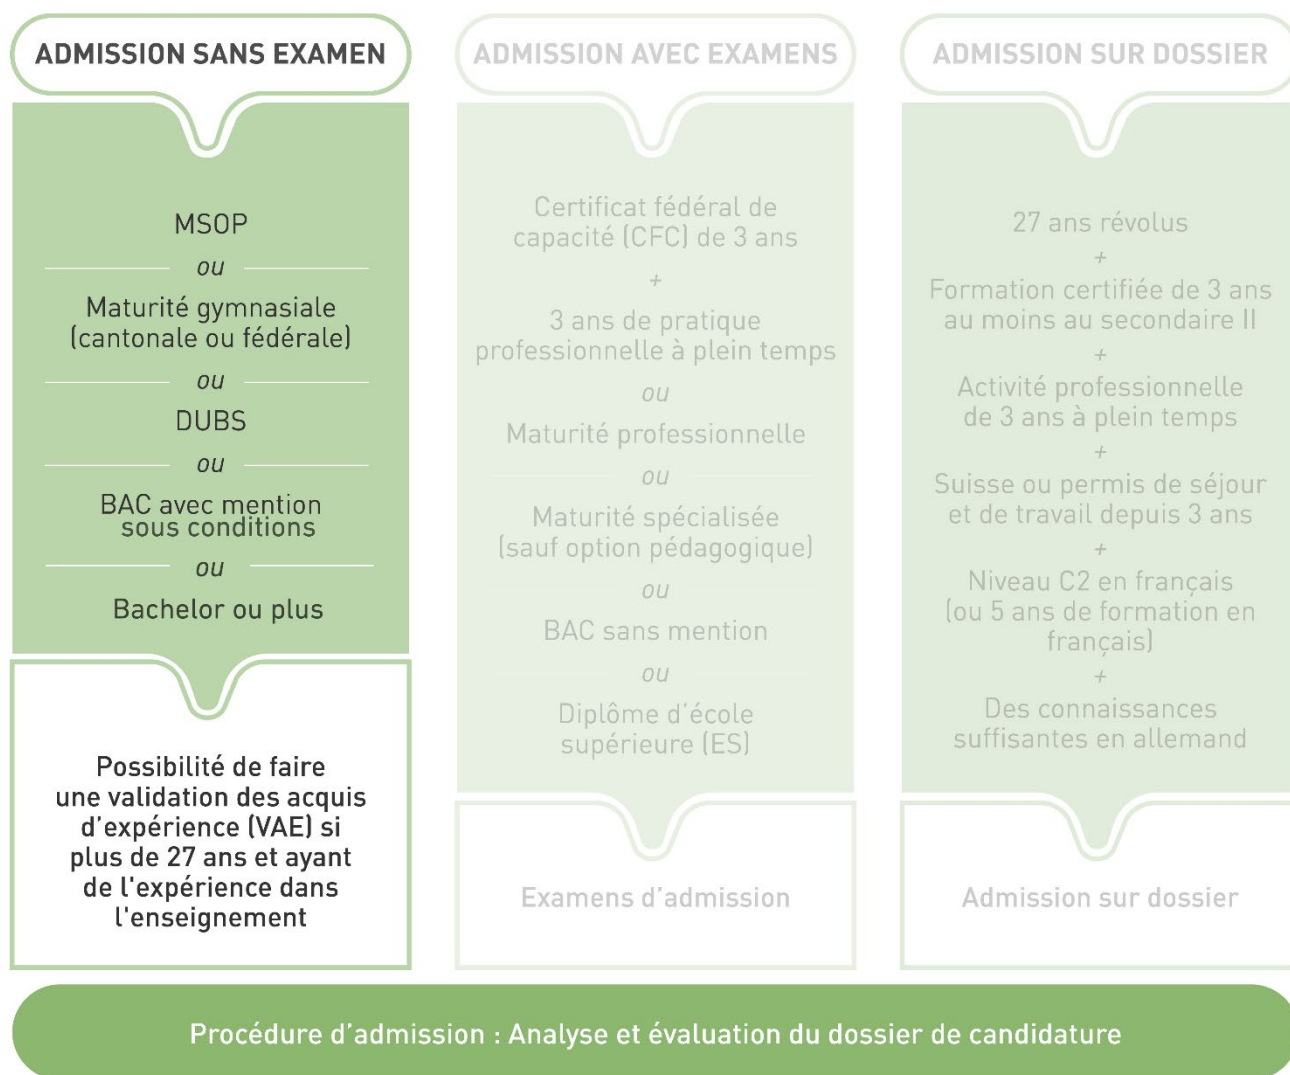 ADMISSION SANS EXAMEN
MSOP
ou
Maturité gymnasiale
(cantonale ou fédérale)
ou
DUBS
ou
BAC avec mention
sous conditions
ou
Bachelor ou plus
Possibilité de faire
une validation des acquis
d'expérience (VAE) si
plus de 27 ans et ayant
de l'expérience dans
l'enseignement
ADMISSION AVEC EXAMENS
Certificat fédéral de
capacité (CFC) de 3 ans
+
3 ans de pratique
professionnelle à plein temps
ou
Maturité professionnelle
ou
Maturité spécialisée
(sauf option pédagogique)
ou
BAC sans mention
ou
Diplôme d'école
supérieure (ES)
Examens d'admission
ADMISSION SUR DOSSIER
27 ans révolus
+
Formation certifiée de 3 ans
au moins au secondaire II
+
Activité professionnelle
de 3 ans à plein temps
+
Suisse ou permis de séjour
et de travail depuis 3 ans
+
Niveau C2 en français
(ou 5 ans de formation en
français)
+
Des connaissances
suffisantes en allemand
Admission sur dossier
Procédure d'admission : Analyse et évaluation du dossier de candidature